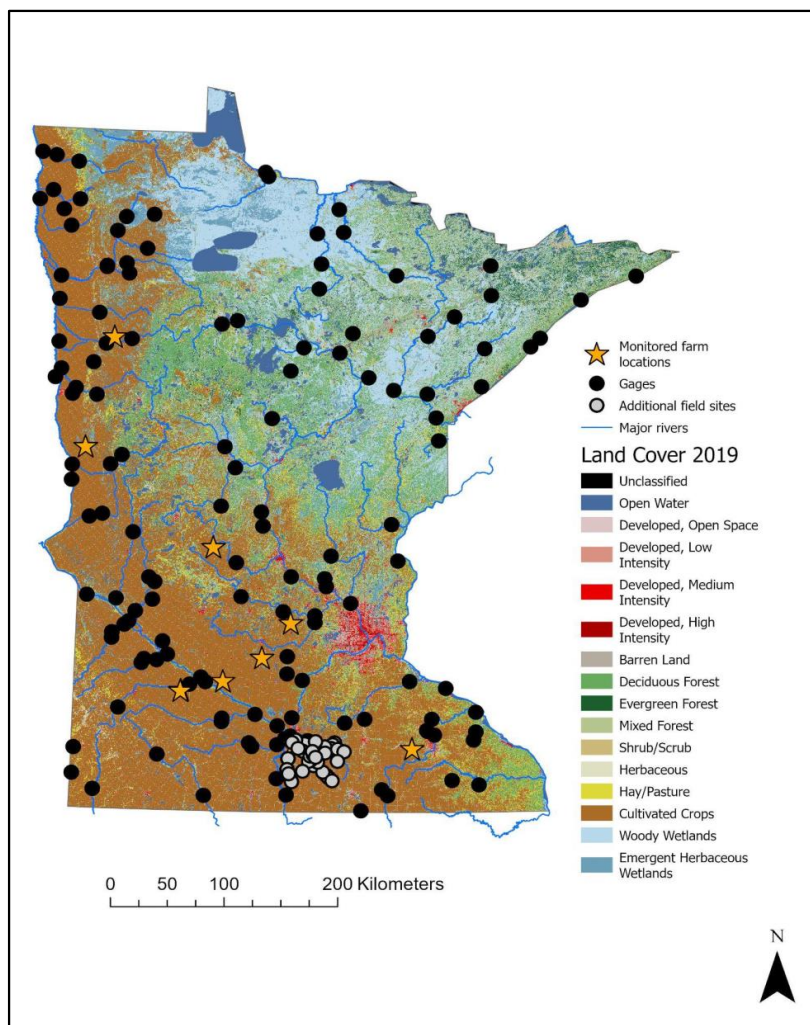 Monitored farm
locations
Gages
Additional field sites
Major rivers
Land Cover 2019
Unclassified
Open Water
Developed, Open Space
Developed, Low
Intensity
Developed, Medium
Intensity
Developed, High
Intensity
Barren Land
Deciduous Forest
Evergreen Forest
Mixed Forest
Shrub/Scrub
Herbaceous
Hay/Pasture
Cultivated Crops
Woody Wetlands
Emergent Herbaceous
Wetlands
0 50 100 200 Kilometers
N